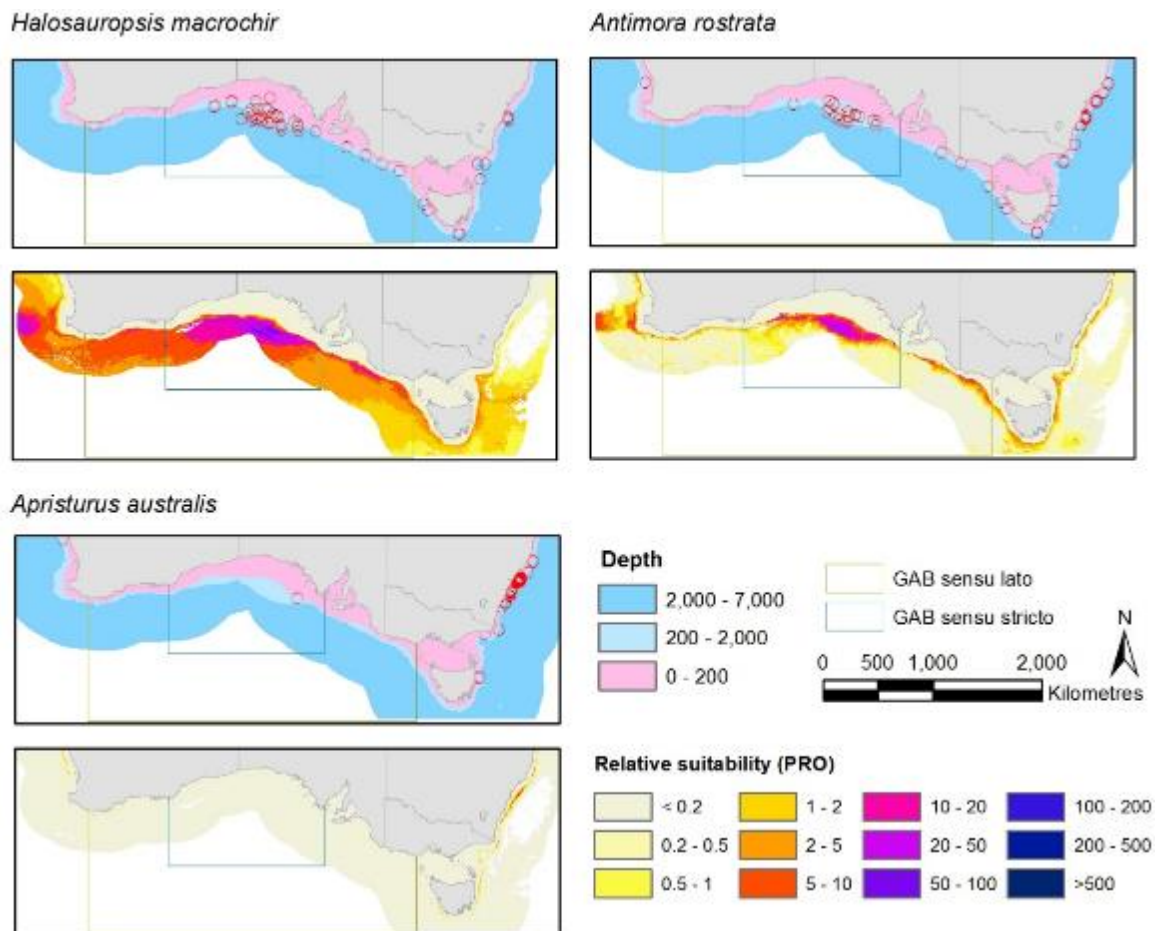 Halosauropsis macrochir
Antimora rostrata
Apristurus australis
Depth
2,000 - 7,000
200 - 2,000
0 - 200
GAB sensu lato
GAB sensu stricto
N
0 500 1,000 2,000
Kilometres
Relative suitability (PRO)
< 0.2
0.2 - 0.5
0.5 - 1
1 - 2
2 - 5
5 - 10
10 - 20
20 - 50
50 - 100
100 - 200
200 - 500
>500